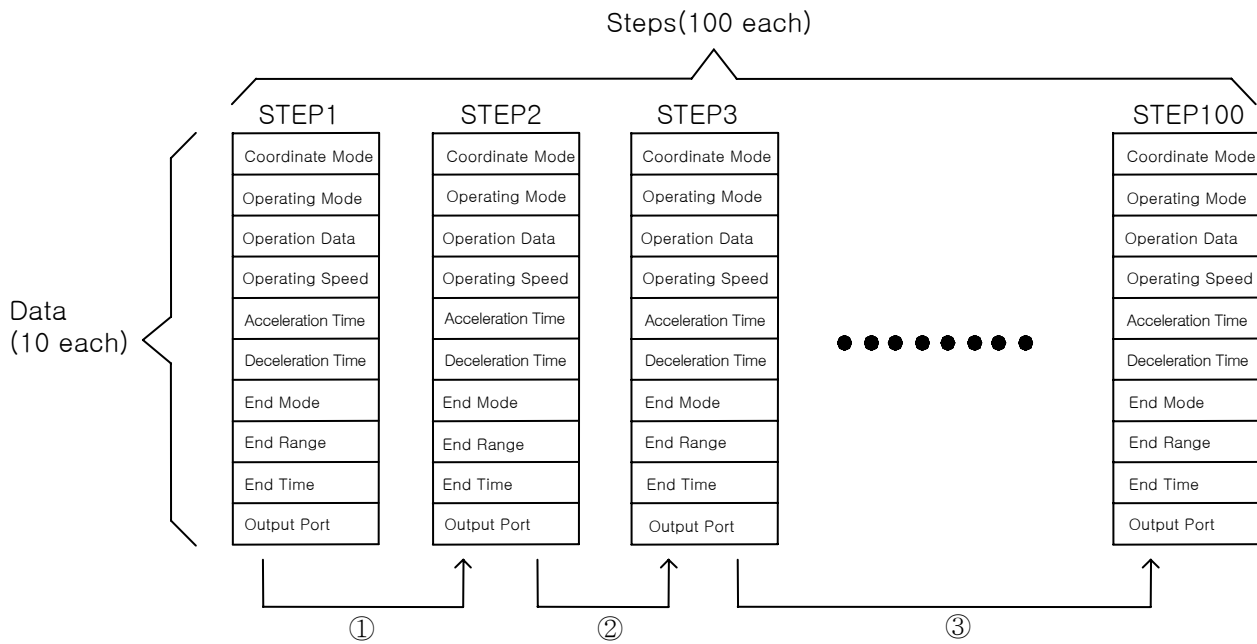 Steps(100 each)
STEP1 STEP2 STEP3 STEP100
Coordinate Mode Coordinate Mode Coordinate Mode Coordinate Mode
Operating Mode Operating Mode Operating Mode Operating Mode
Operation Data Operation Data Operation Data Operation Data
Operating Speed Operating Speed Operating Speed Operating Speed
Data
(10 each)
Acceleration Time Acceleration Time Acceleration Time Acceleration Time
Deceleration Time Deceleration Time Deceleration Time Deceleration Time
End Mode End Mode End Mode End Mode
End Range End Range End Range End Range
End Time End Time End Time End Time
Output Port Output Port Output Port Output Port
① ② ③